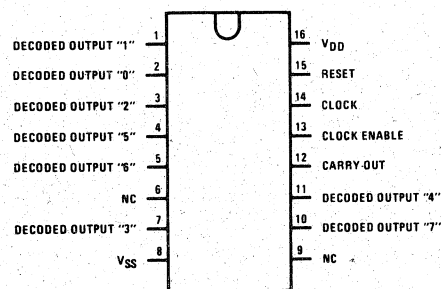 DECODED OUTPUT "1" 1
DECODED OUTPUT "0" 2
DECODED OUTPUT "2" 3
DECODED OUTPUT "5" 4
DECODED OUTPUT "6" 5
NC 6
DECODED OUTPUT "3" 7
VSS 8
16 VDD
15 RESET
14 CLOCK
13 CLOCK ENABLE
12 CARRY-OUT
11 DECODED OUTPUT "4"
10 DECODED OUTPUT "7"
9 NC